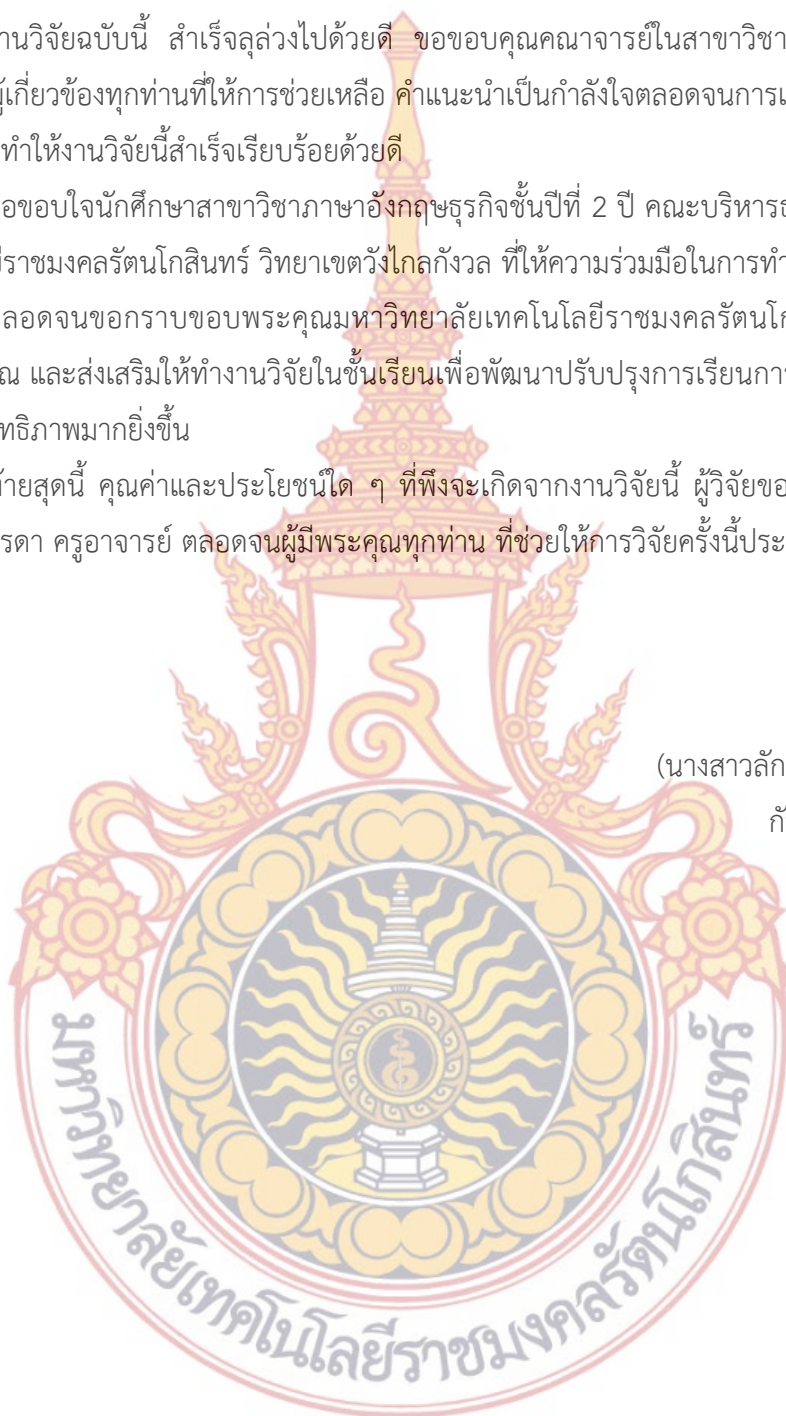 านวิจัยฉบับนี้ สำเร็จลุล่วงไปด้วยดี ขอขอบคุณคณาจารย์ในสาขาวิชา
ผู้เกี่ยวข้องทุกท่านที่ให้การช่วยเหลือ คำแนะนำเป็นกำลังใจตลอดจนการเ
ทำให้งานวิจัยนี้สำเร็จเรียบร้อยด้วยดี
อขอบใจนักศึกษาสาขาวิชาภาษาอังกฤษธุรกิจชั้นปีที่ 2 ปี คณะบริหารธ
ยีราชมงคลรัตนโกสินทร์ วิทยาเขตวังไกลกังวล ที่ให้ความร่วมมือในการทำ
ลอดจนขอกราบขอบพระคุณมหาวิทยาลัยเทคโนโลยีราชมงคลรัตนโก
ณ และส่งเสริมให้ทำงานวิจัยในชั้นเรียนเพื่อพัฒนาปรับปรุงการเรียนการ
ทธิภาพมากยิ่งขึ้น
ท้ายสุดนี้ คุณค่าและประโยชน์ใด ๆ ที่พึงจะเกิดจากงานวิจัยนี้ ผู้วิจัยขอ
รดา ครูอาจารย์ ตลอดจนผู้มีพระคุณทุกท่าน ที่ช่วยให้การวิจัยครั้งนี้ประ
(นางสาวลัก
กั
มหาวิทยาลัยเทคโนโลยีราชมงคลรัตนโกสินทร์